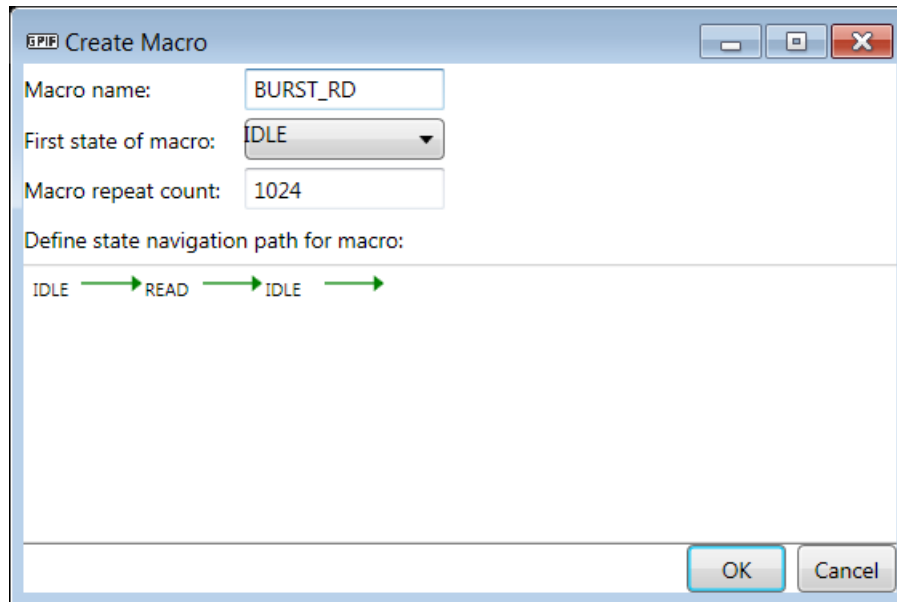 GPIF Create Macro
Macro name: BURST_RD
First state of macro: IDLE
Macro repeat count: 1024
Define state navigation path for macro:
IDLE READ IDLE
OK Cancel